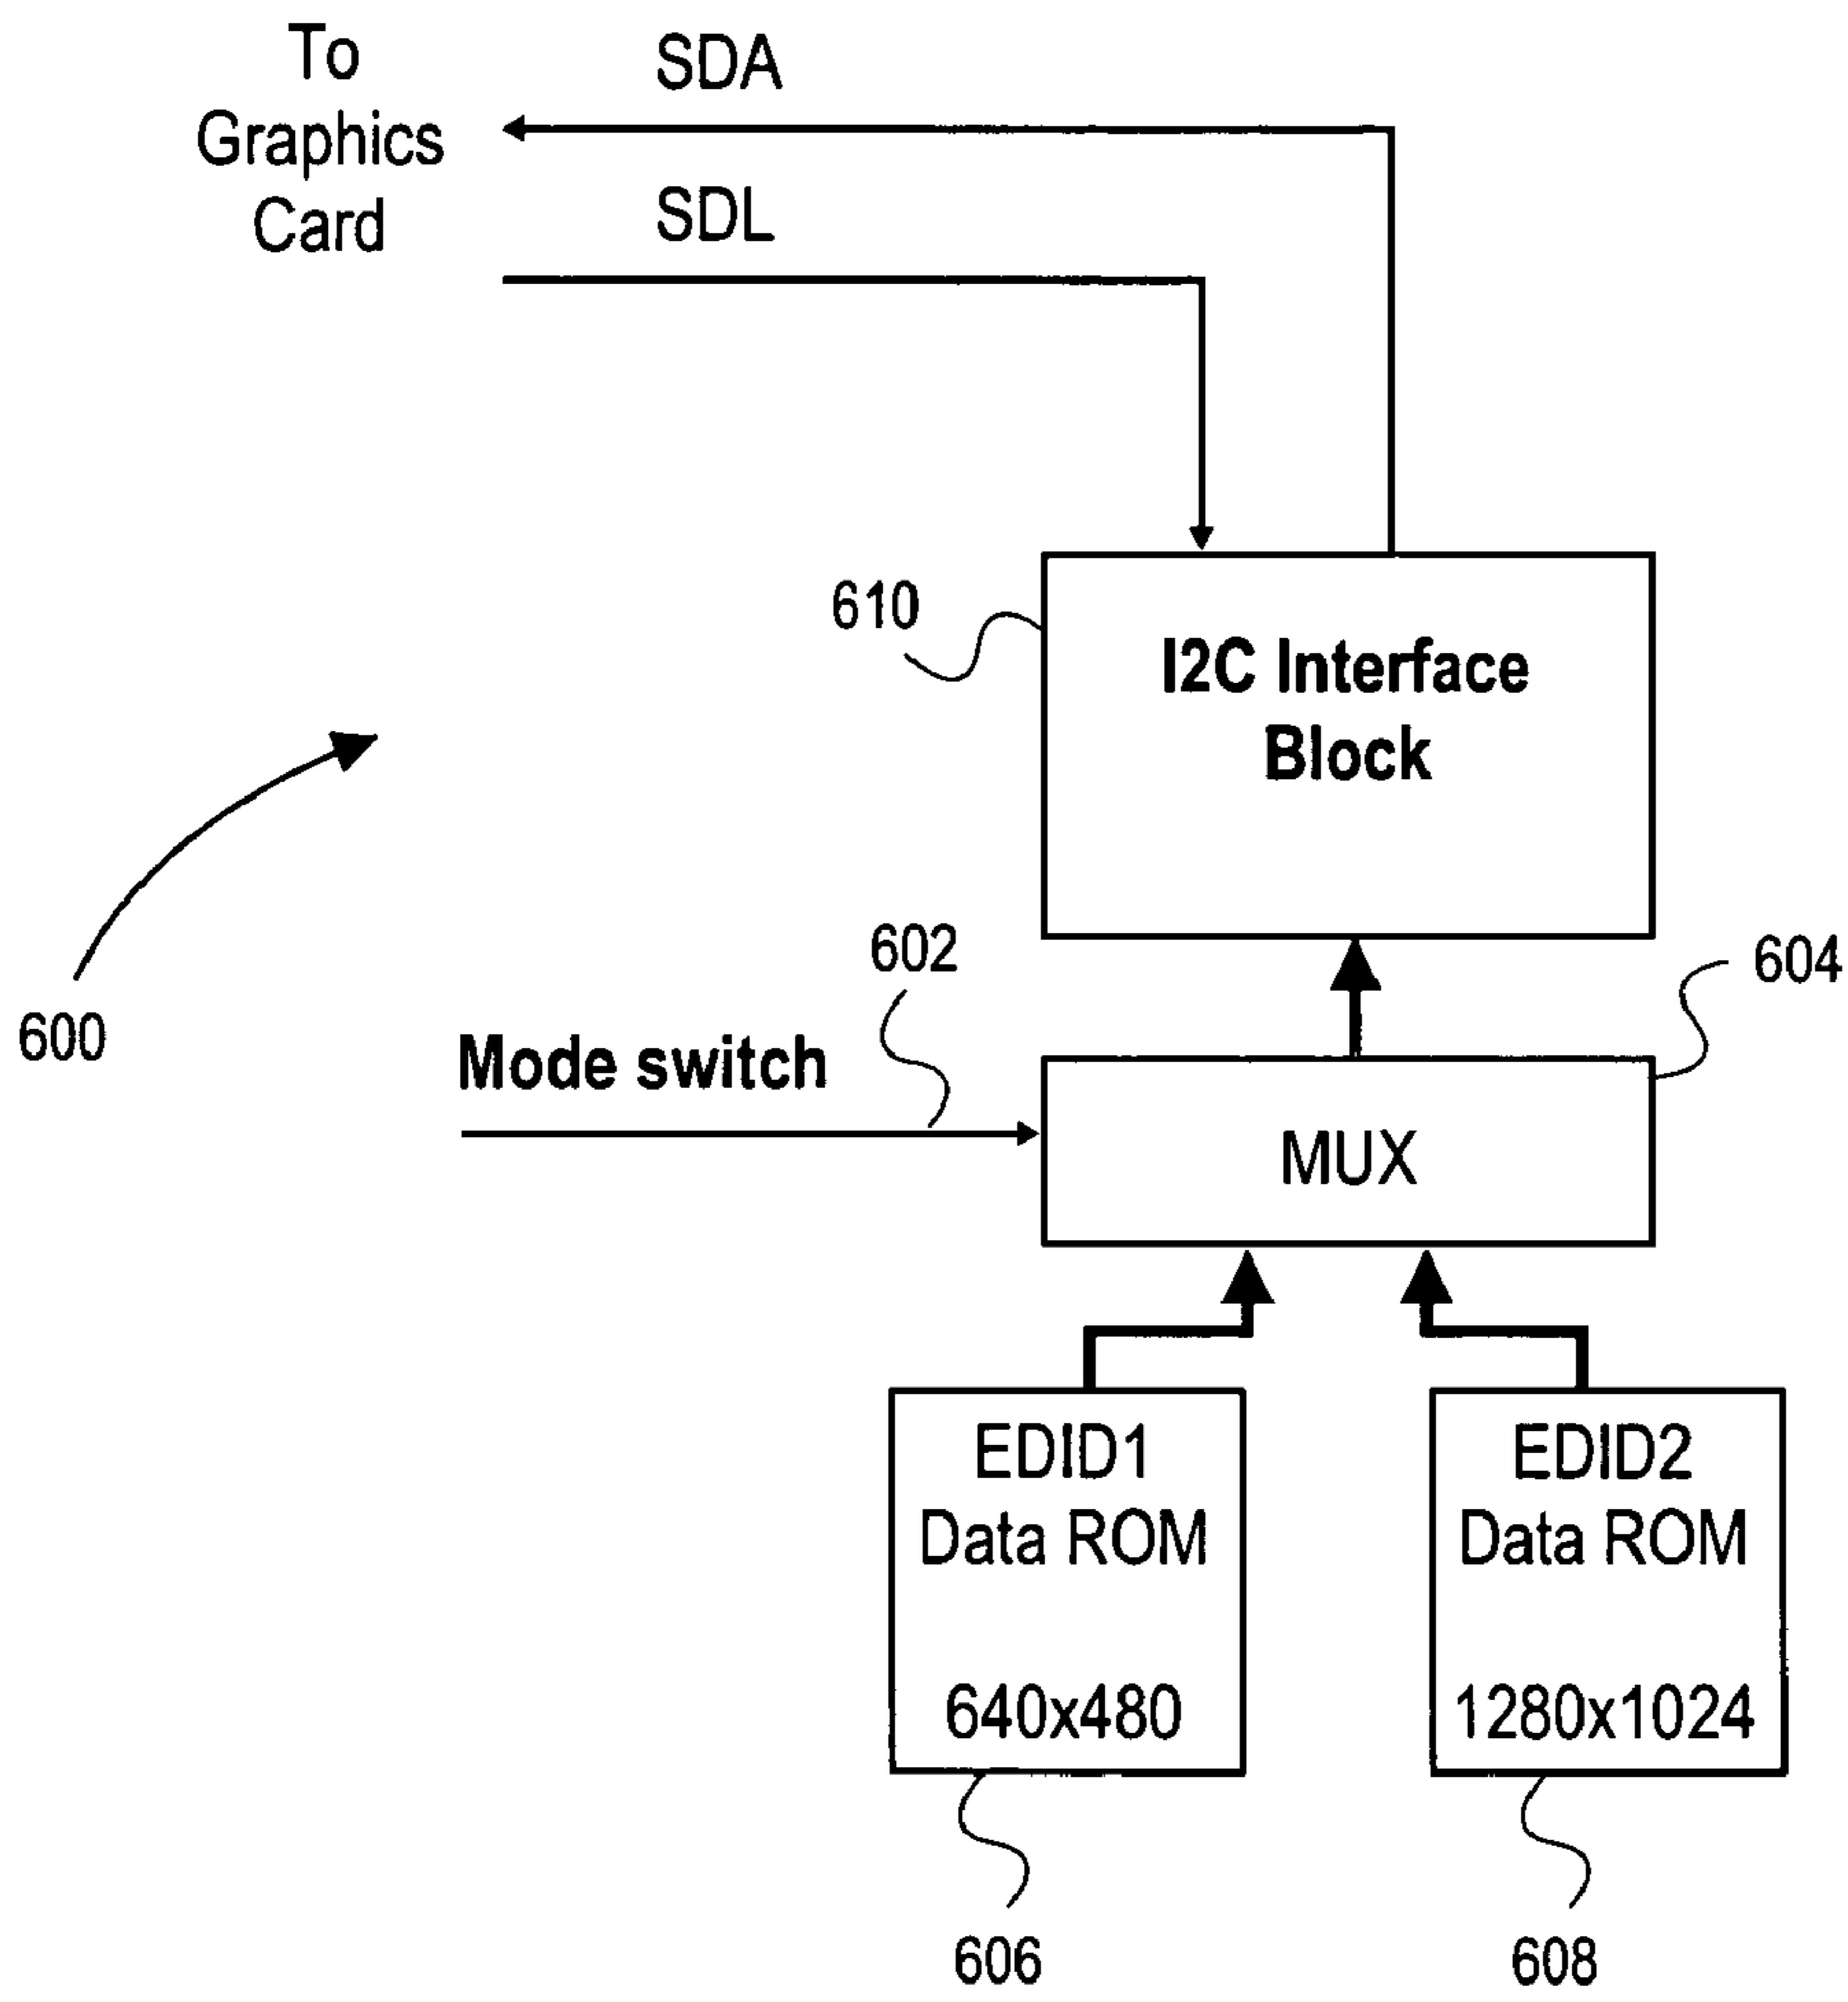 To
Graphics
Card
SDA
SDL
610
I2C Interface
Block
600
602
604
Mode switch
MUX
EDID1
Data ROM
640x480
EDID2
Data ROM
1280x1024
606
608